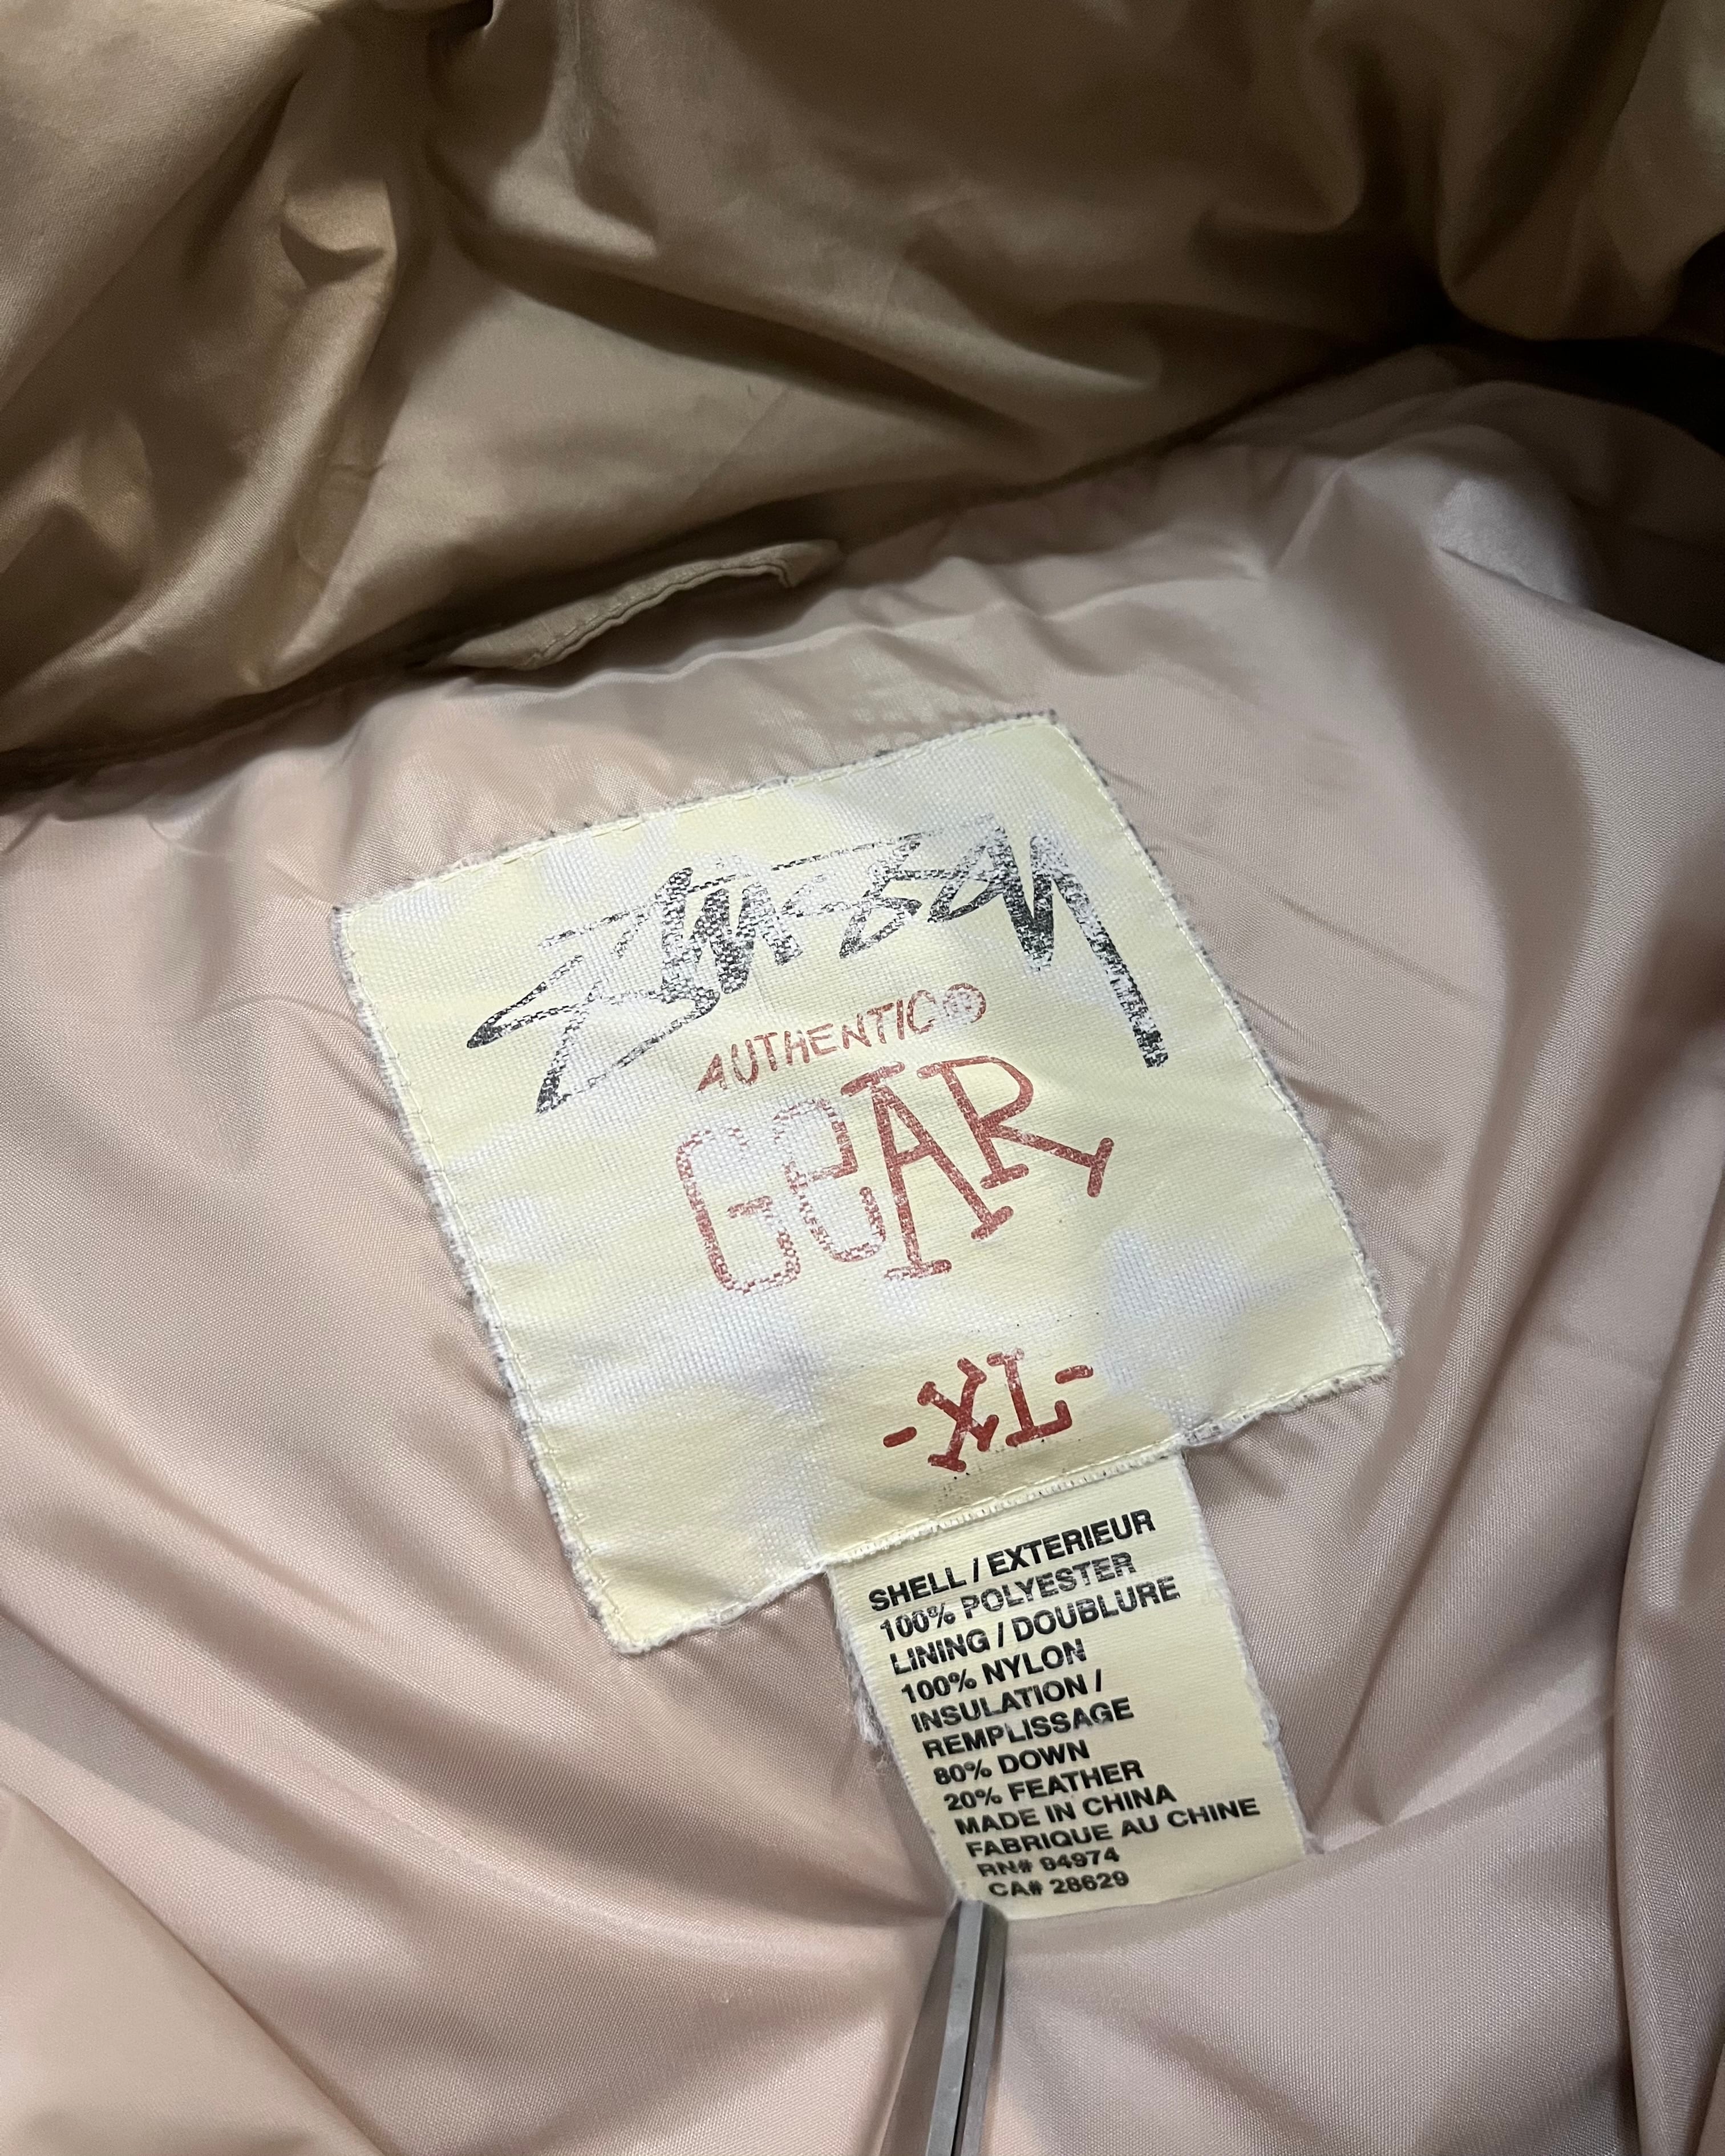 Stüssy
AUTHENTIC®
GEAR
-XL-
SHELL / EXTERIEUR
100% POLYESTER
LINING / DOUBLURE
100% NYLON
INSULATION /
REMPLISSAGE
80% DOWN
20% FEATHER
MADE IN CHINA
FABRIQUE AU CHINE
RN# 94974
CA# 28629